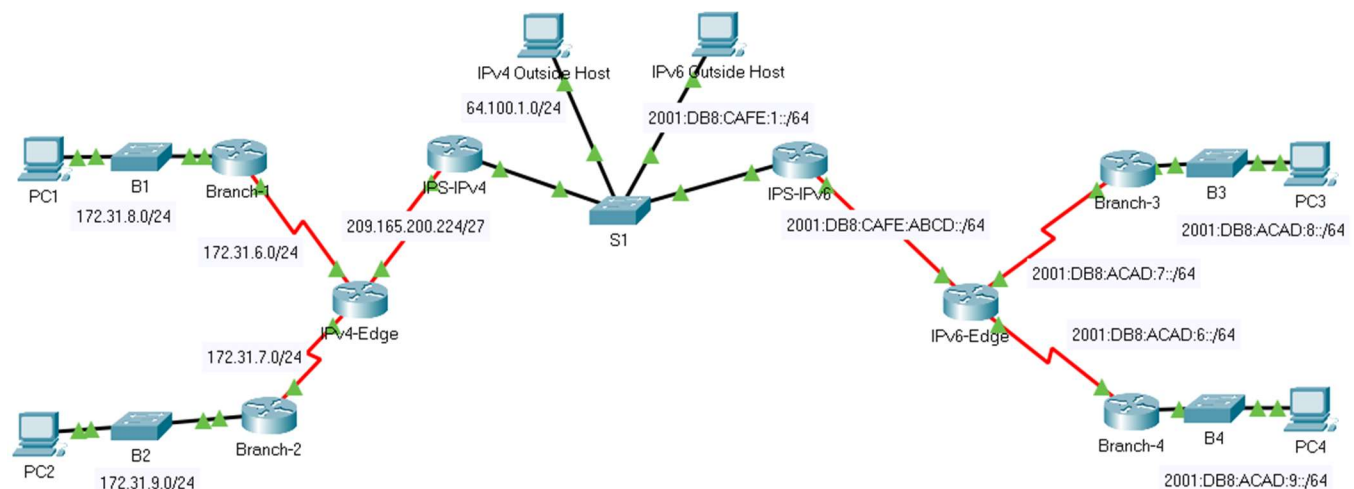 IPv4 Outside Host
IPv6 Outside Host
64.100.1.0/24
2001:DB8:CAFE:1::/64
PC1
B1
Branch-1
172.31.8.0/24
IPS-IPv4
S1
IPS-IPv6
Branch-3
B3
PC3
2001:DB8:ACAD:8::/64
172.31.6.0/24
209.165.200.224/27
2001:DB8:CAFE:ABCD::/64
2001:DB8:ACAD:7::/64
IPv4-Edge
IPv6-Edge
172.31.7.0/24
2001:DB8:ACAD:6::/64
PC2
B2
Branch-2
172.31.9.0/24
Branch-4
B4
PC4
2001:DB8:ACAD:9::/64